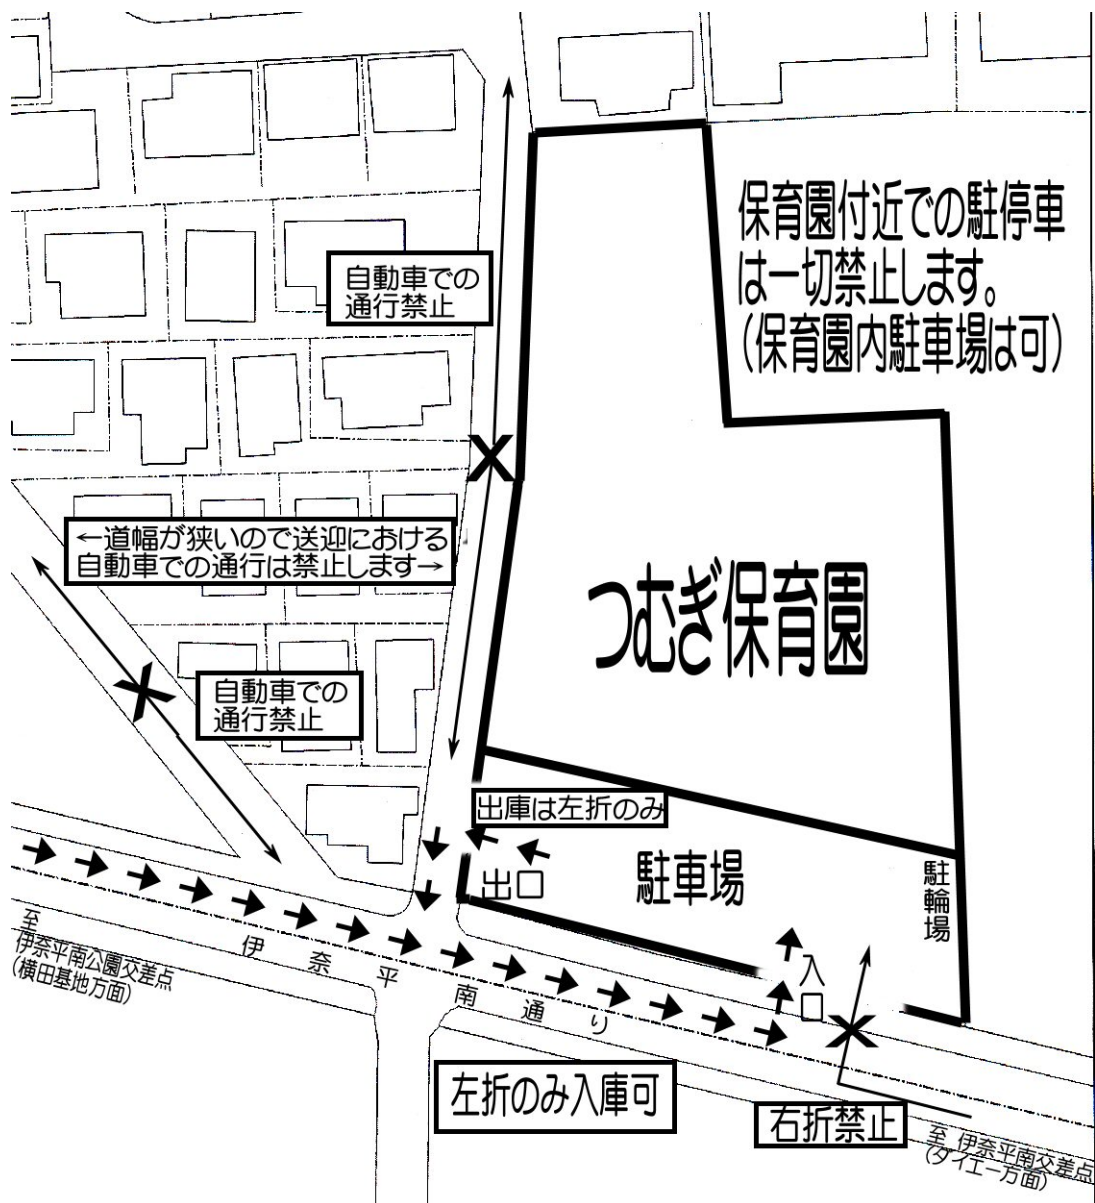 保育園付近での駐停車
は一切禁止します。
(保育園内駐車場は可)
自動車での
通行禁止
←道幅が狭いので送迎における
自動車での通行は禁止します→
つむぎ保育園
自動車での
通行禁止
出庫は左折のみ
出口
駐車場
駐輪場
入口
至
伊奈平南公園交差点
(横田基地方面)
伊奈平南通り
左折のみ入庫可
右折禁止
至 伊奈平南交差点
(ダイエー方面)